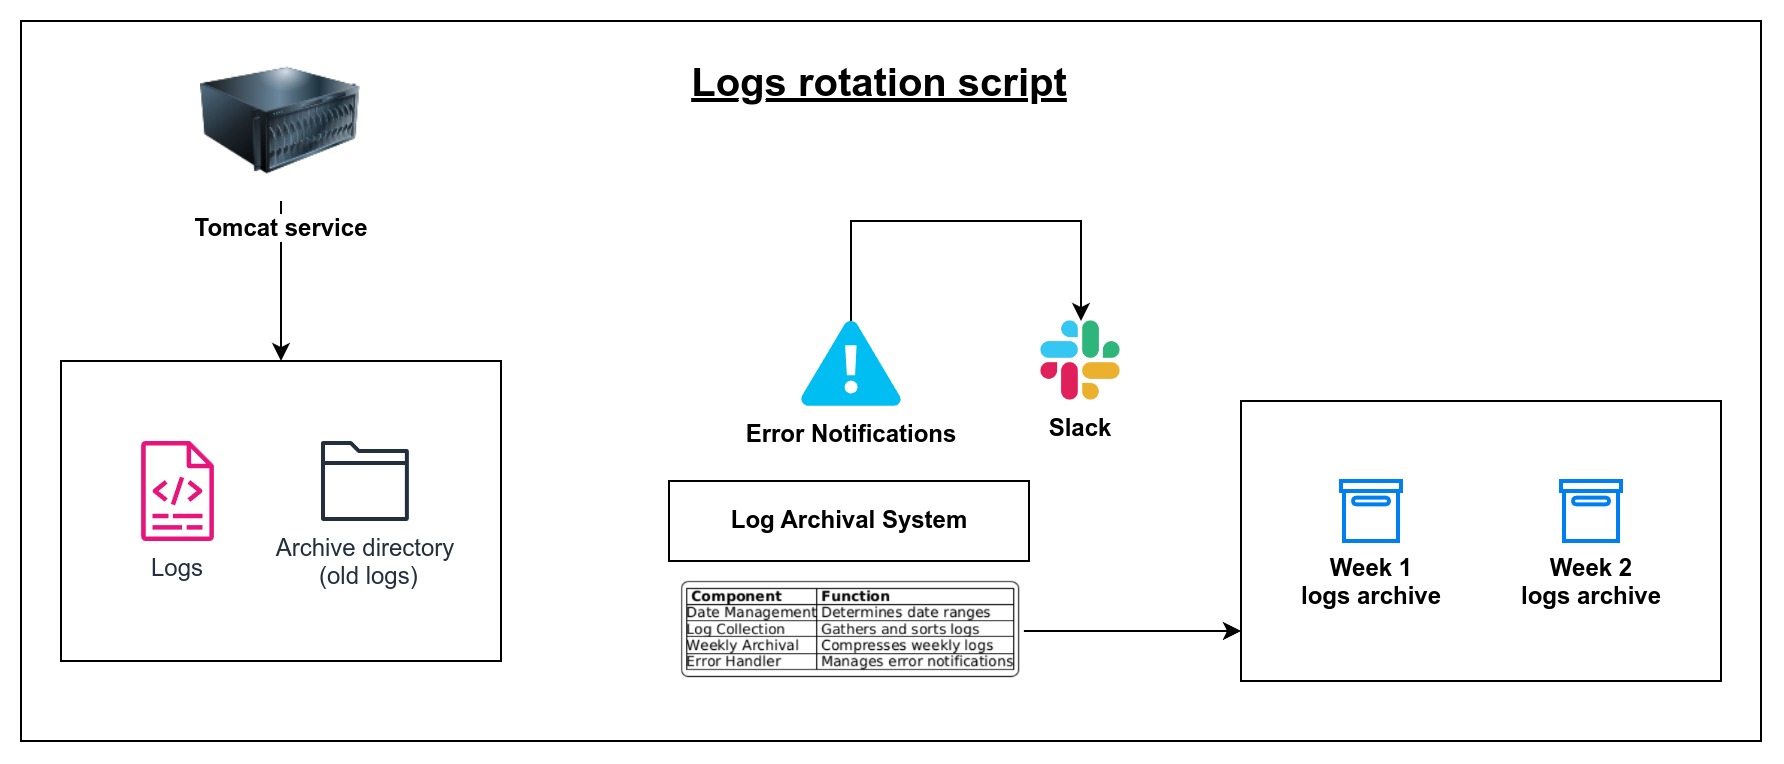 Logs rotation script
Tomcat service
Logs
Archive directory
(old logs)
Error Notifications
Slack
Log Archival System
Component Function
Date Management Determines date ranges
Log Collection Gathers and sorts logs
Weekly Archival Compresses weekly logs
Error Handler Manages error notifications
Week 1
logs archive
Week 2
logs archive